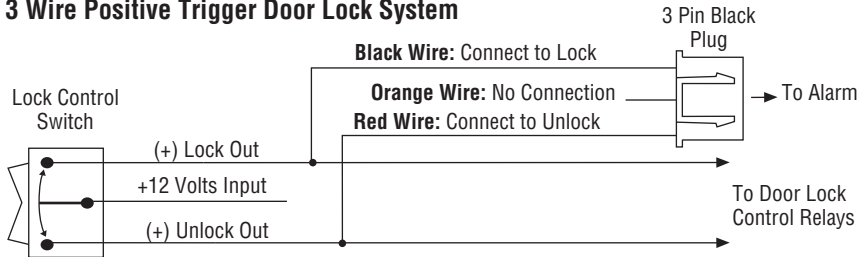 3 Wire Positive Trigger Door Lock System
3 Pin Black
Plug
Black Wire: Connect to Lock
Orange Wire: No Connection
To Alarm
Red Wire: Connect to Unlock
Lock Control
Switch
(+) Lock Out
+12 Volts Input
(+) Unlock Out
To Door Lock
Control Relays